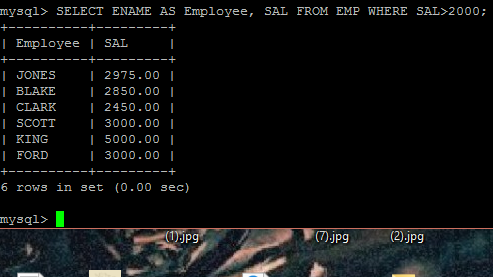 mysql> SELECT ENAME AS Employee, SAL FROM EMP WHERE SAL>2000;
+----------+---------+
| Employee | SAL     |
+----------+---------+
| JONES    | 2975.00 |
| BLAKE    | 2850.00 |
| CLARK    | 2450.00 |
| SCOTT    | 3000.00 |
| KING     | 5000.00 |
| FORD     | 3000.00 |
+----------+---------+
6 rows in set (0.00 sec)
mysql>
(1).jpg (7).jpg (2).jpg